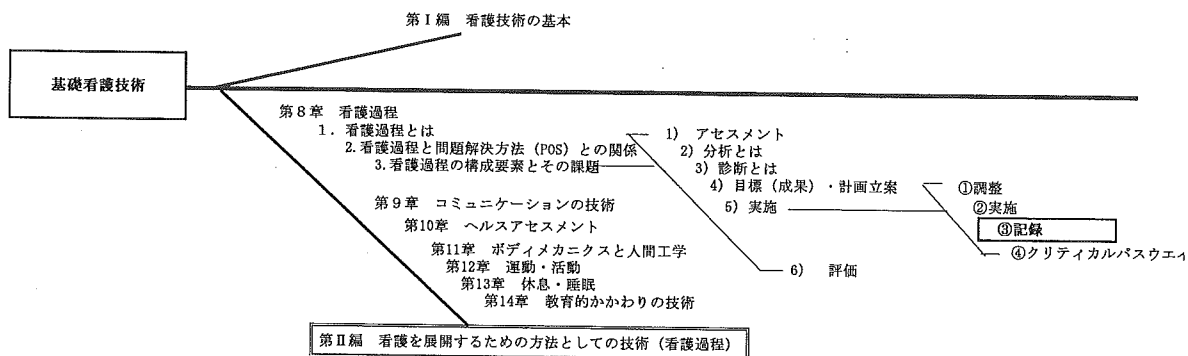 第Ⅰ編 看護技術の基本
基礎看護技術
第8章 看護過程
1. 看護過程とは
2.看護過程と問題解決方法 (POS) との関係
3.看護過程の構成要素とその課題
1) アセスメント
2) 分析とは
3) 診断とは
4) 目標 (成果)・計画立案
5) 実施
6) 評価
①調整
②実施
③記録
④クリティカルパスウエイ
第9章 コミュニケーションの技術
第10章 ヘルスアセスメント
第11章 ボディメカニクスと人間工学
第12章 運動・活動
第13章 休息・睡眠
第14章 教育的かかわりの技術
第Ⅱ編 看護を展開するための方法としての技術 (看護過程)